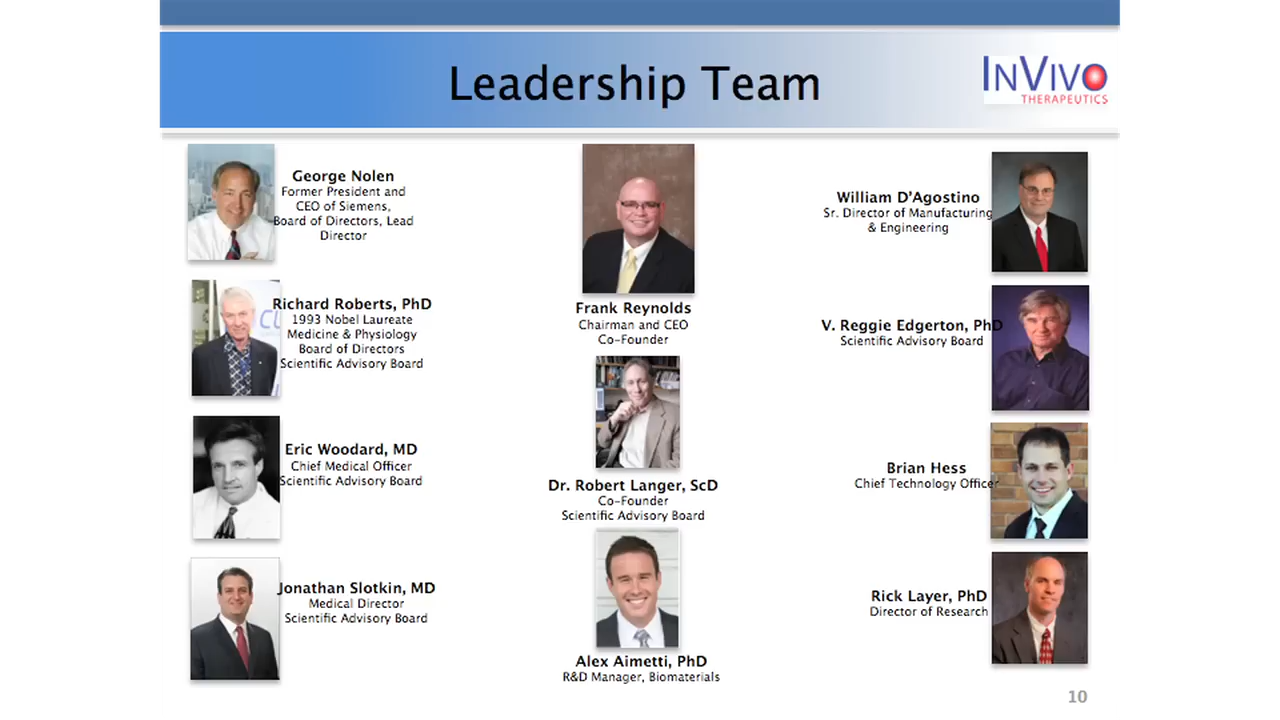 Leadership Team
INVIVO
THERAPEUTICS
George Nolen
Former President and
CEO of Siemens,
Board of Directors, Lead
Director
Richard Roberts, PhD
1993 Nobel Laureate
Medicine & Physiology
Board of Directors
Scientific Advisory Board
Eric Woodard, MD
Chief Medical Officer
Scientific Advisory Board
Jonathan Slotkin, MD
Medical Director
Scientific Advisory Board
Frank Reynolds
Chairman and CEO
Co-Founder
Dr. Robert Langer, ScD
Co-Founder
Scientific Advisory Board
Alex Aimetti, PhD
R&D Manager, Biomaterials
William D'Agostino
Sr. Director of Manufacturing
& Engineering
V. Reggie Edgerton, PhD
Scientific Advisory Board
Brian Hess
Chief Technology Officer
Rick Layer, PhD
Director of Research
10